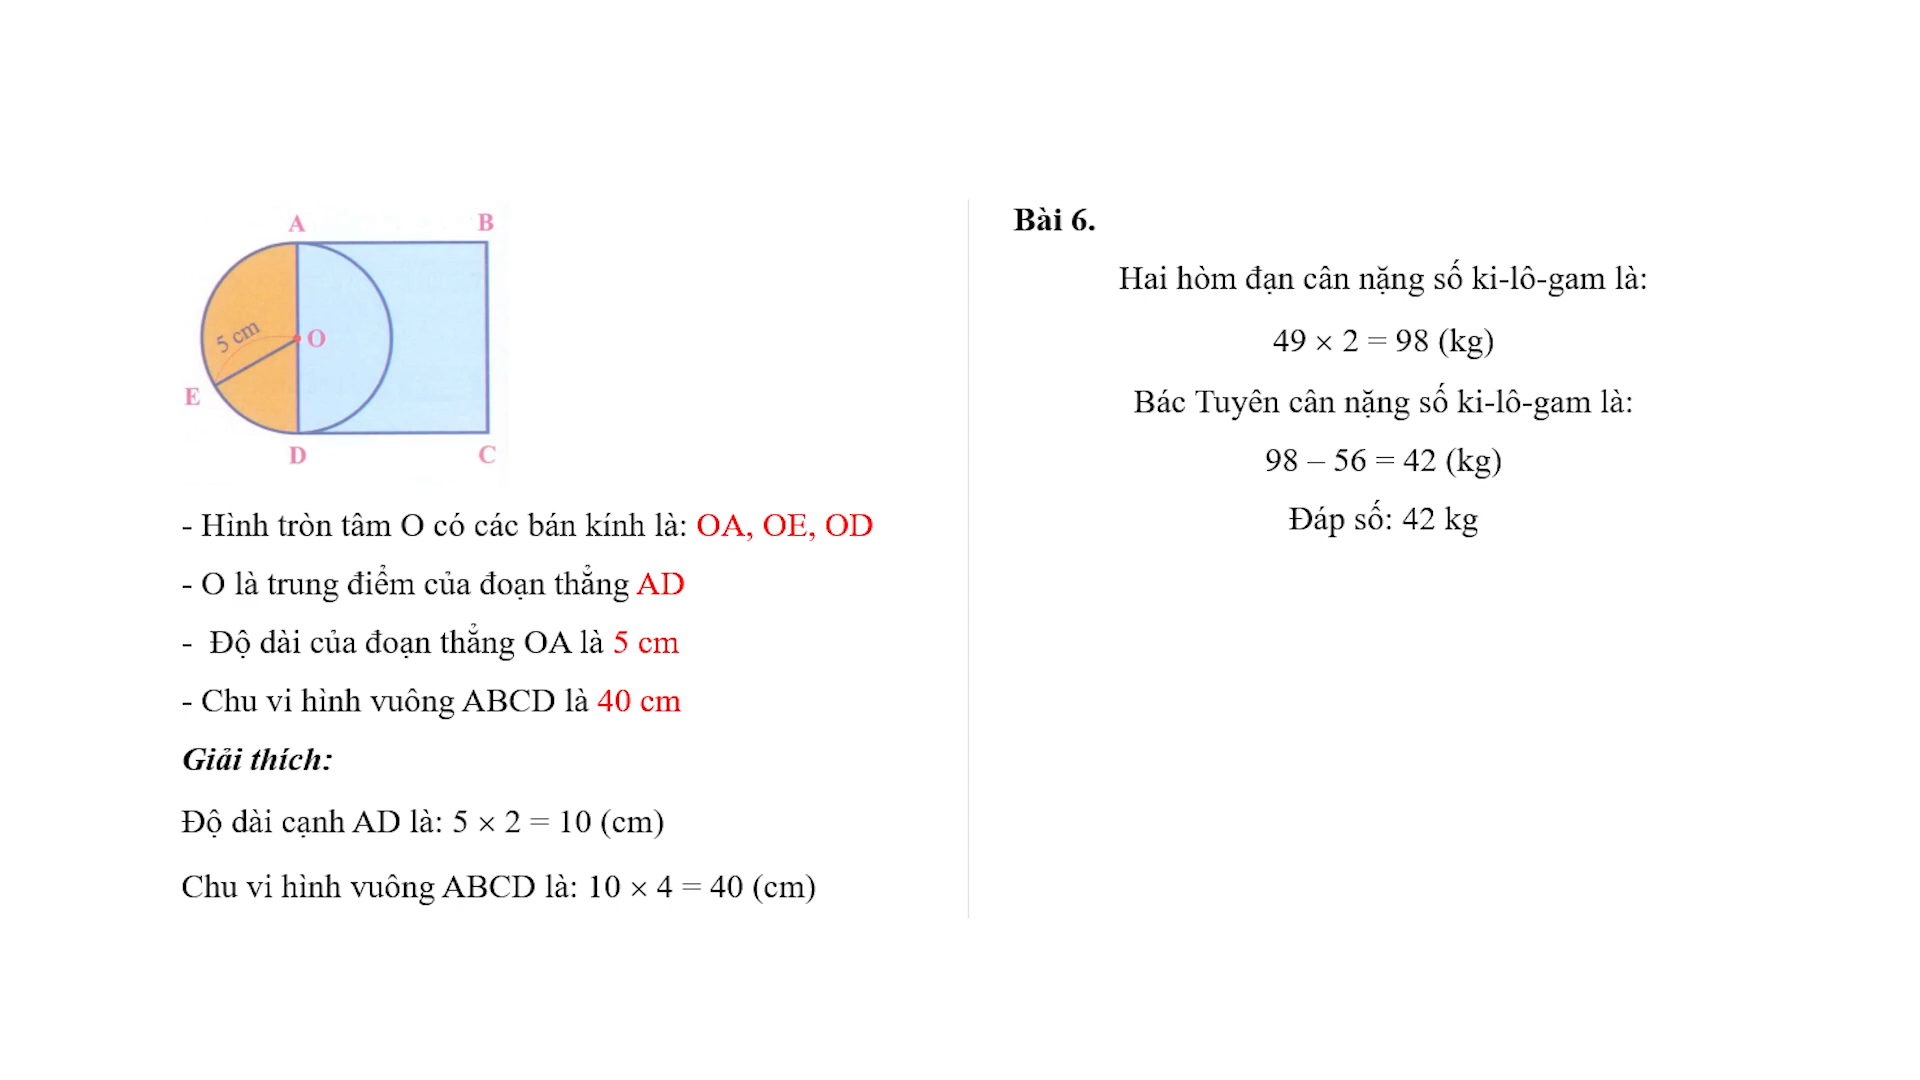 A
B
5 cm
O
E
D
C
- Hình tròn tâm O có các bán kính là: OA, OE, OD
- O là trung điểm của đoạn thẳng AD
- Độ dài của đoạn thẳng OA là 5 cm
- Chu vi hình vuông ABCD là 40 cm
Giải thích:
Độ dài cạnh AD là: 5 × 2 = 10 (cm)
Chu vi hình vuông ABCD là: 10 × 4 = 40 (cm)
Bài 6.
Hai hòm đạn cân nặng số ki-lô-gam là:
49 × 2 = 98 (kg)
Bác Tuyên cân nặng số ki-lô-gam là:
98 – 56 = 42 (kg)
Đáp số: 42 kg